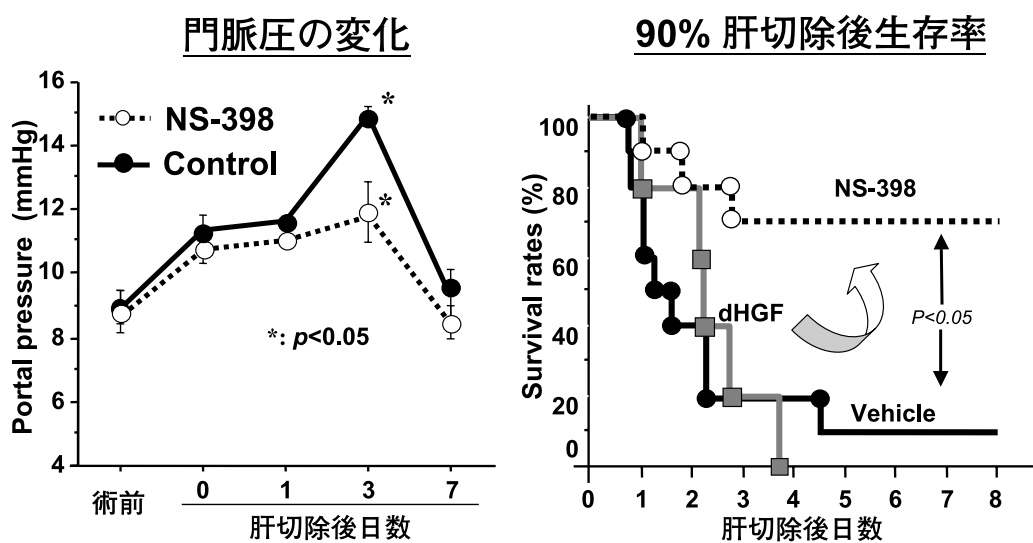 門脈圧の変化
Portal pressure (mmHg)
16
14
12
10
8
6
4
NS-398
Control
*
*
*: p<0.05
術前
0 1 3 7
肝切除後日数
90% 肝切除後生存率
Survival rates (%)
100
80
60
40
20
0
NS-398
dHGF
P<0.05
Vehicle
0 1 2 3 4 5 6 7 8
肝切除後日数